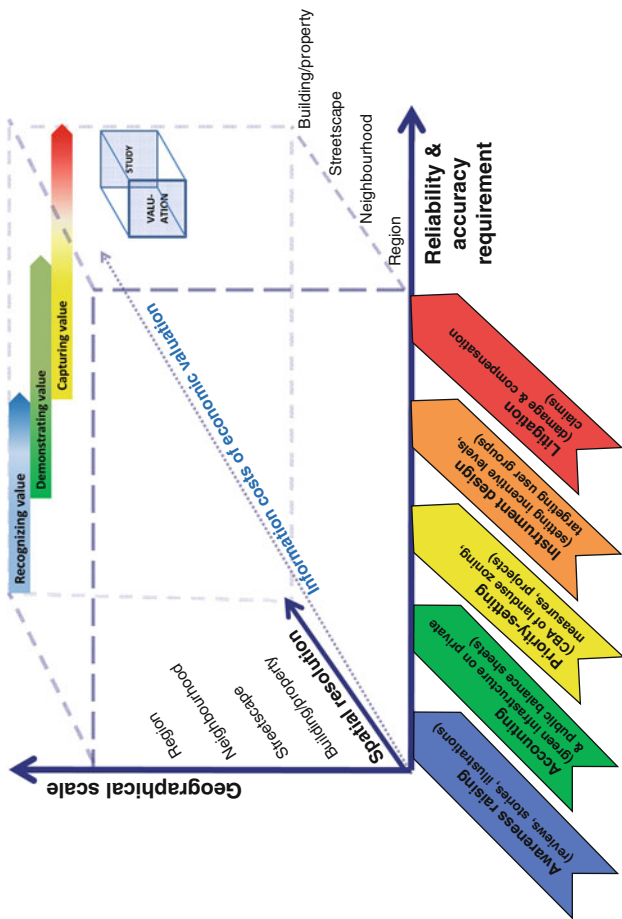 Recognizing value
Demonstrating value
Capturing value
VALU-
ATION
STUDY
Information costs of economic valuation
Geographical scale
Region
Neighbourhood
Streetscape
Building/property
Spatial resolution
Building/property
Streetscape
Neighbourhood
Region
Reliability &
accuracy
requirement
Awareness raising
(reviews, stories, illustrations)
Accounting
(green infrastructure on private
& public balance sheets)
Priority-setting
(CBA of landuse zoning,
measures, projects)
Instrument design
(setting incentive levels,
targeting user groups)
Litigation
(damage & compensation
claims)